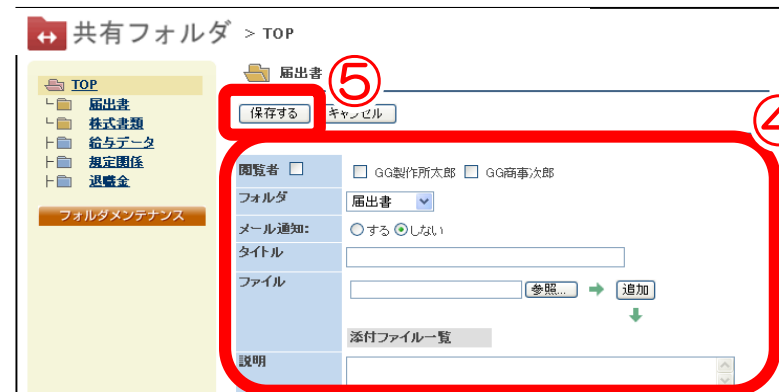 共有フォルダ > TOP
TOP
届出書
株式書類
給与データ
規定関係
退職金
フォルダメンテナンス
届出書
⑤
保存する キャンセル
④
閲覧者 GG製作所太郎 GG商事次郎
フォルダ 届出書
メール通知: する しない
タイトル
ファイル 参照... 追加
添付ファイル一覧
説明